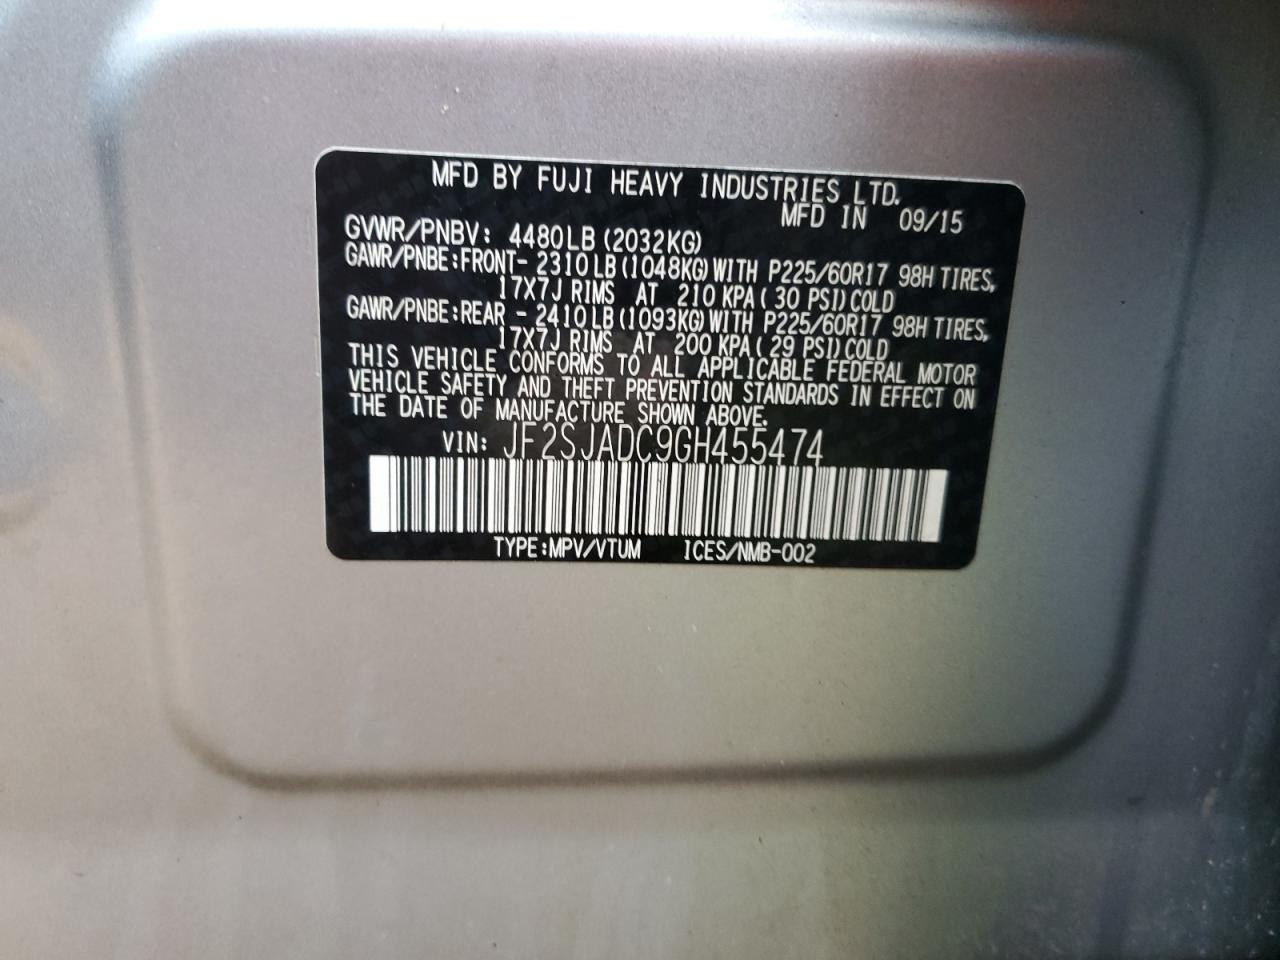 MFD BY FUJI HEAVY INDUSTRIES LTD.
MFD IN 09/15
GVWR/PNBV: 4480LB (2032KG)
GAWR/PNBE:FRONT- 2310LB(1048KG)WITH P225/60R17 98H TIRES,
17X7J RIMS AT 210 KPA( 30 PSI)COLD
GAWR/PNBE:REAR - 2410LB(1093KG)WITH P225/60R17 98H TIRES,
17X7J RIMS AT 200 KPA( 29 PSI)COLD
THIS VEHICLE CONFORMS TO ALL APPLICABLE FEDERAL MOTOR
VEHICLE SAFETY AND THEFT PREVENTION STANDARDS IN EFFECT ON
THE DATE OF MANUFACTURE SHOWN ABOVE.
VIN: JF2SJADC9GH455474
TYPE:MPV/VTUM ICES/NMB-002